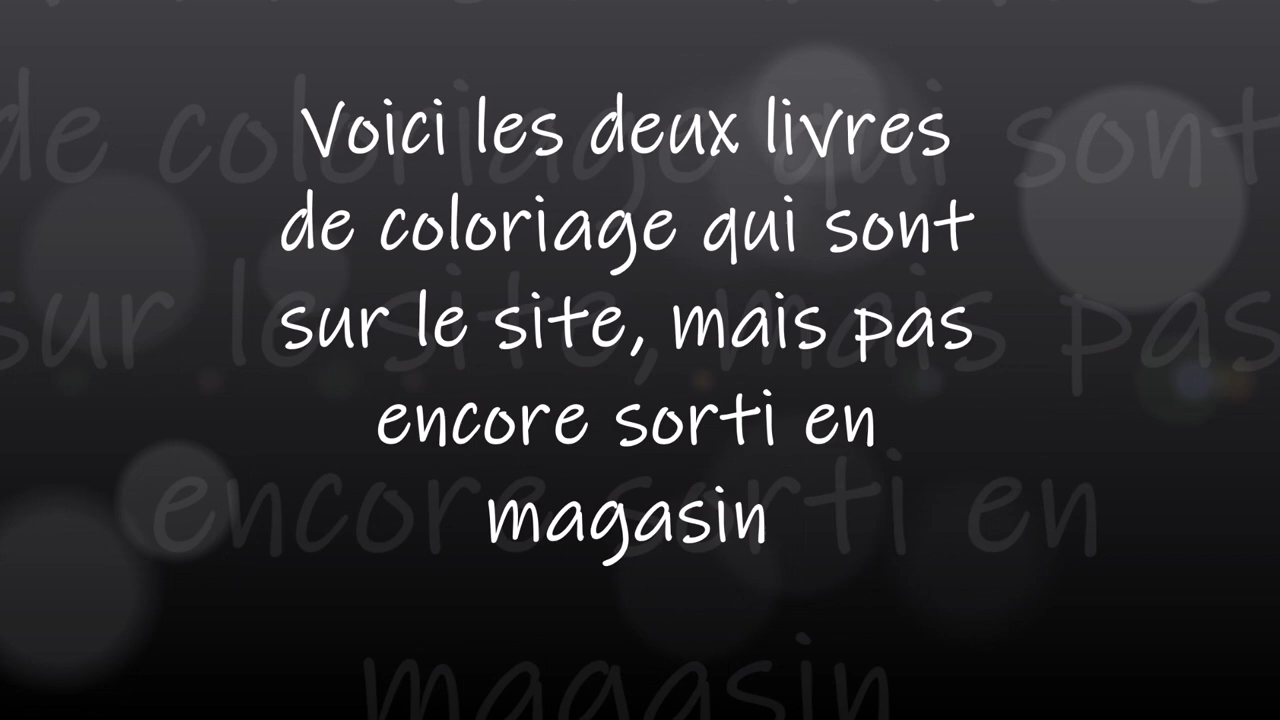 Voici les deux livres
de coloriage qui sont
sur le site, mais pas
encore sorti en
magasin